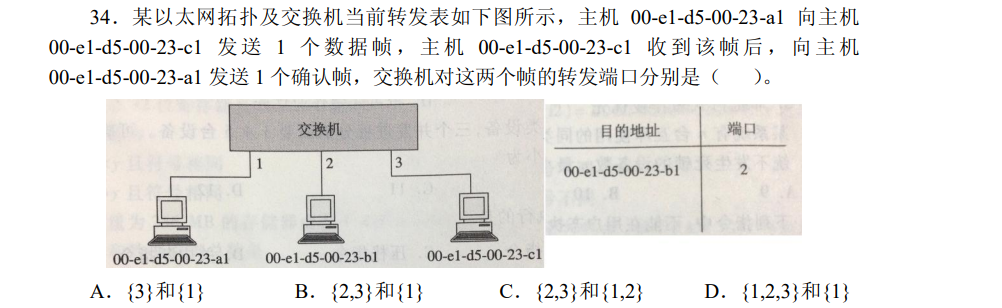 34．某以太网拓扑及交换机当前转发表如下图所示，主机 00-e1-d5-00-23-a1 向主机
00-e1-d5-00-23-c1 发送 1 个数据帧，主机 00-e1-d5-00-23-c1 收到该帧后，向主机
00-e1-d5-00-23-a1 发送 1 个确认帧，交换机对这两个帧的转发端口分别是（ ）。
交换机
1 2 3
00-e1-d5-00-23-a1 00-e1-d5-00-23-b1 00-e1-d5-00-23-c1
目的地址 端口
00-e1-d5-00-23-b1 2
A．{3}和{1} B．{2,3}和{1} C．{2,3}和{1,2} D．{1,2,3}和{1}